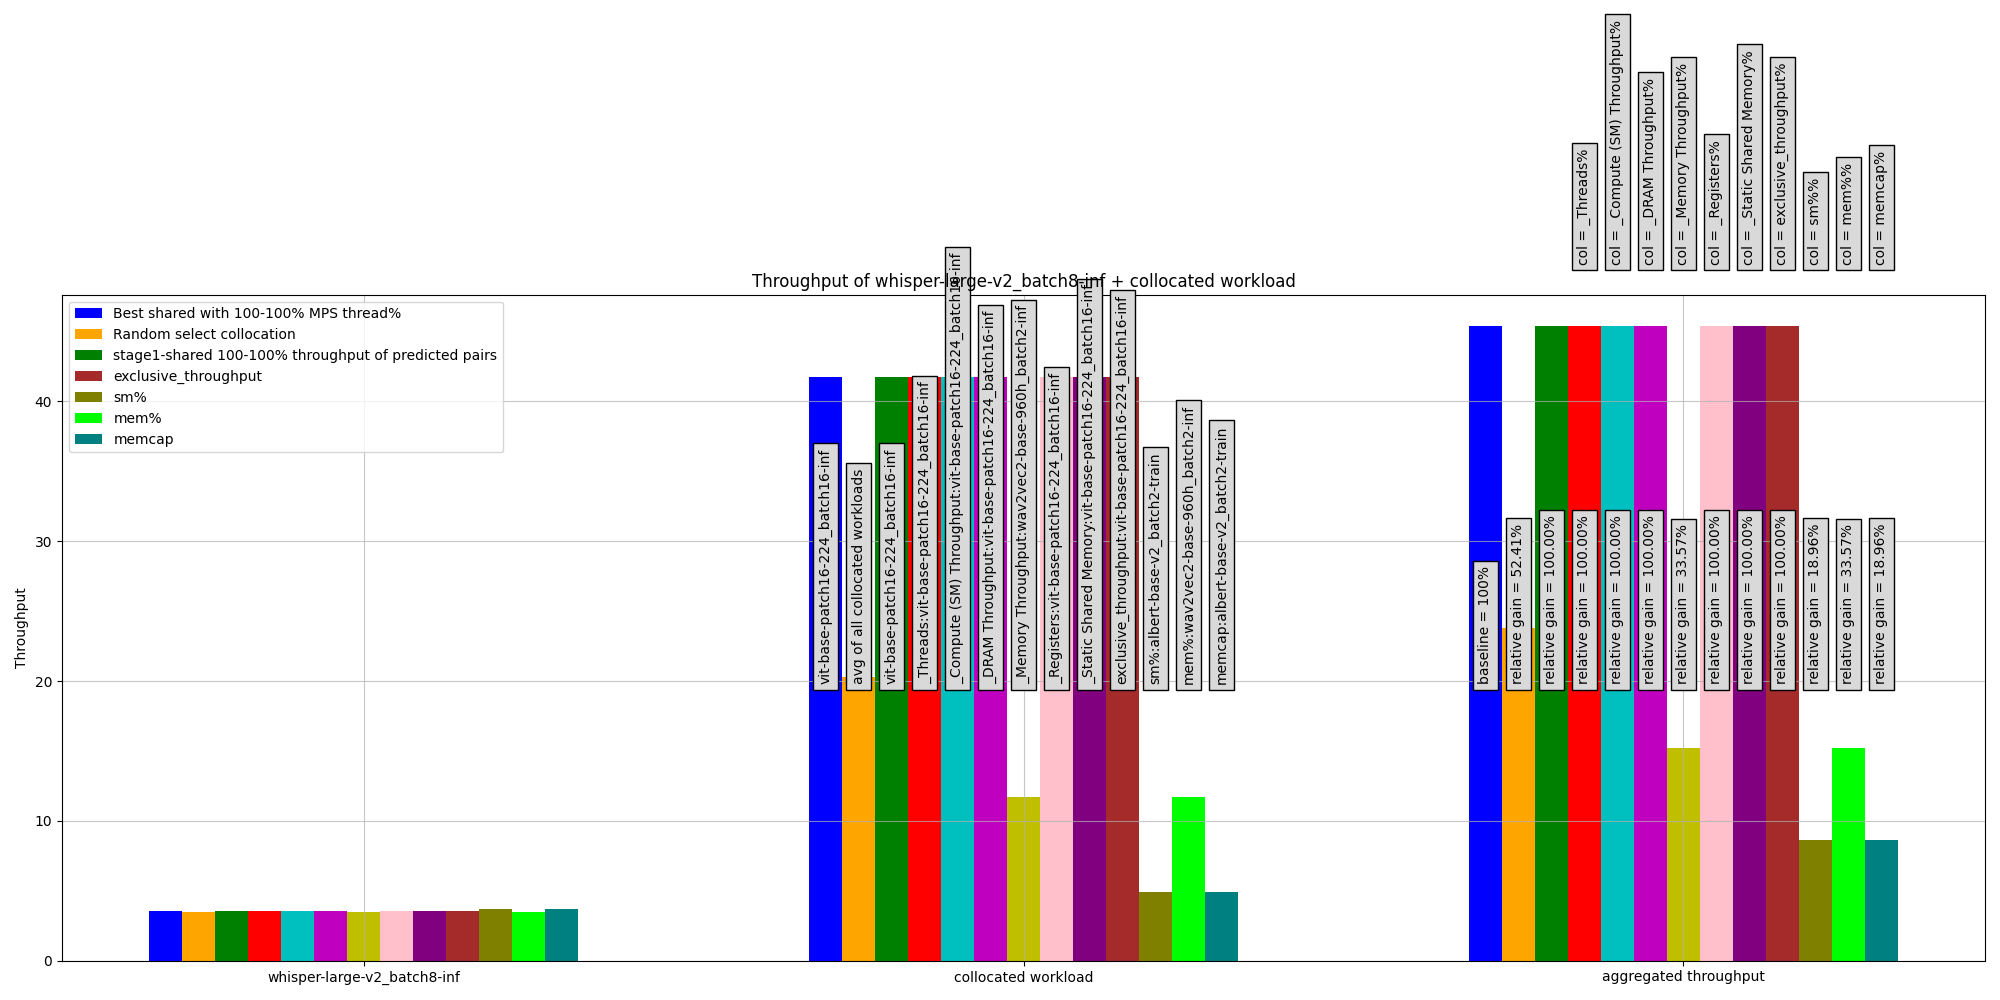 col = _Threads%
col = _Compute (SM) Throughput%
col = _DRAM Throughput%
col = _Memory Throughput%
col = _Registers%
col = _Static Shared Memory%
col = exclusive_throughput%
col = sm%%
col = mem%%
col = memcap%
Throughput of whisper-large-v2_batch8-inf + collocated workload
Best shared with 100-100% MPS thread%
Random select collocation
stage1-shared 100-100% throughput of predicted pairs
exclusive_throughput
sm%
mem%
memcap
Throughput
40
30
20
10
0
vit-base-patch16-224_batch16-inf
avg of all collocated workloads
vit-base-patch16-224_batch16-inf
_Threads:vit-base-patch16-224_batch16-inf
_Compute (SM) Throughput:vit-base-patch16-224_batch16-inf
_DRAM Throughput:vit-base-patch16-224_batch16-inf
_Memory Throughput:wav2vec2-base-960h_batch2-inf
_Registers:vit-base-patch16-224_batch16-inf
_Static Shared Memory:vit-base-patch16-224_batch16-inf
exclusive_throughput:vit-base-patch16-224_batch16-inf
sm%:albert-base-v2_batch2-train
mem%:wav2vec2-base-960h_batch2-inf
memcap:albert-base-v2_batch2-train
baseline = 100%
relative gain = 52.41%
relative gain = 100.00%
relative gain = 100.00%
relative gain = 100.00%
relative gain = 100.00%
relative gain = 33.57%
relative gain = 100.00%
relative gain = 100.00%
relative gain = 100.00%
relative gain = 18.96%
relative gain = 33.57%
relative gain = 18.96%
whisper-large-v2_batch8-inf
collocated workload
aggregated throughput